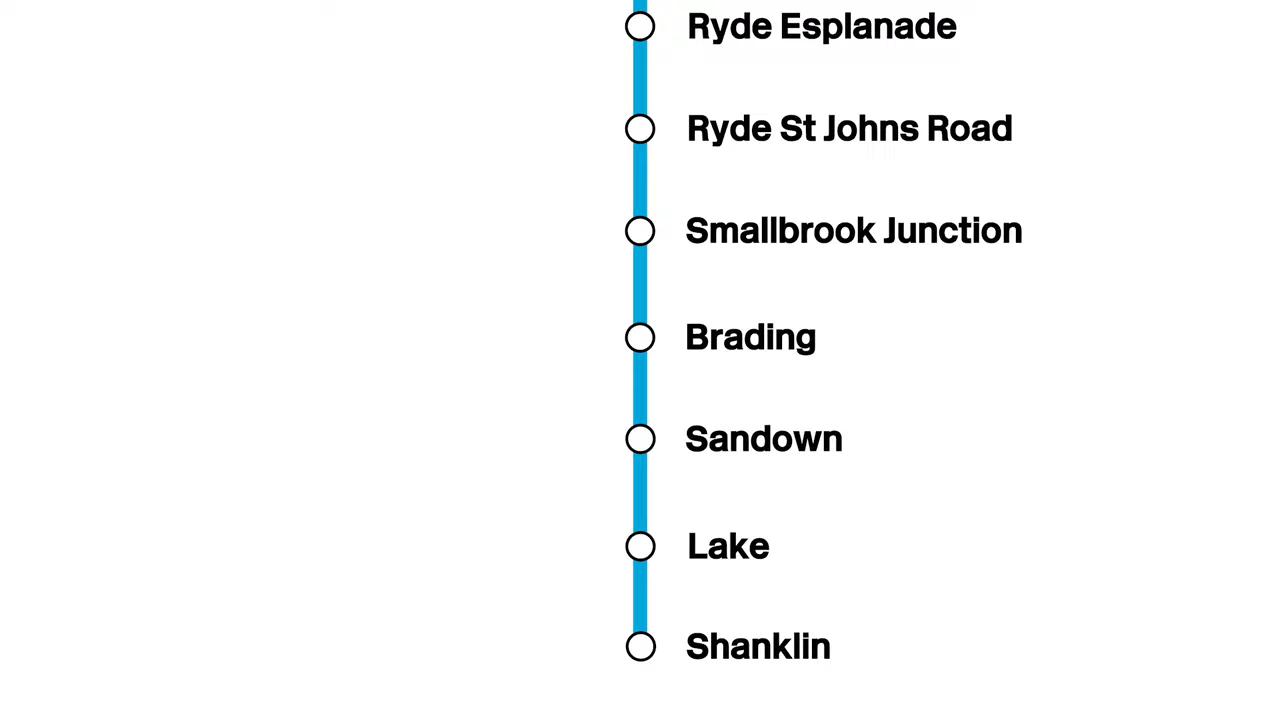 Ryde Esplanade
Ryde St Johns Road
Smallbrook Junction
Brading
Sandown
Lake
Shanklin